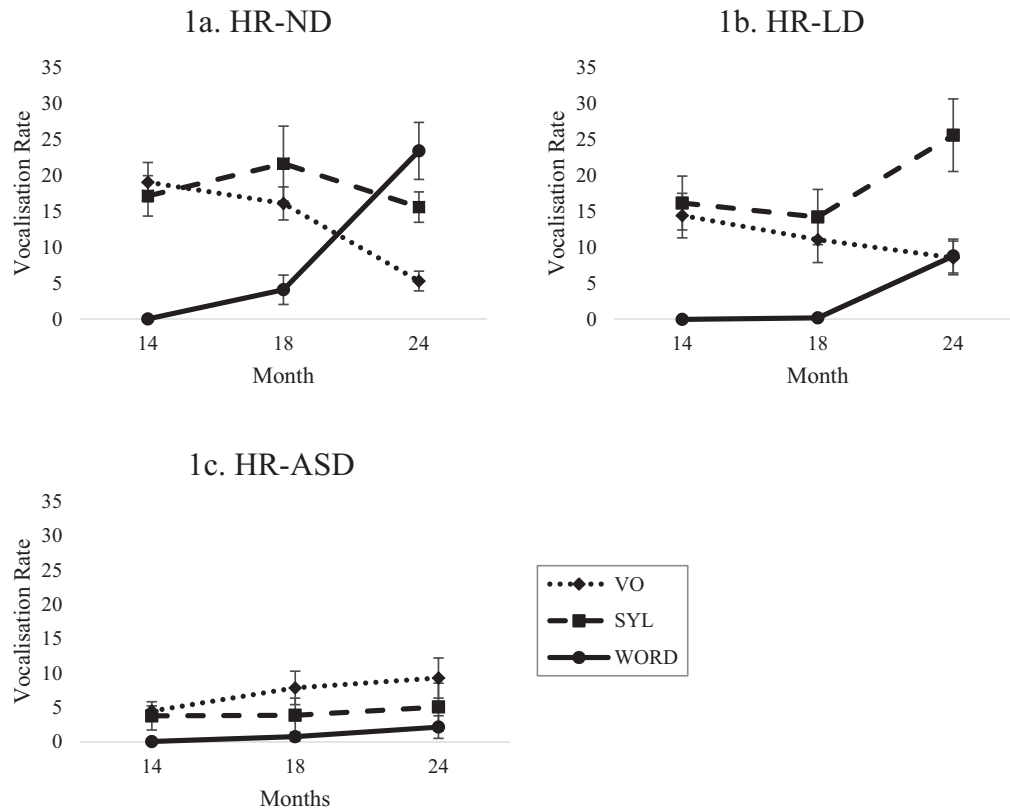 1a. HR-ND
35
30
25
20
15
10
5
0
Vocalisation Rate
14 18 24
Month
1b. HR-LD
35
30
25
20
15
10
5
0
Vocalisation Rate
14 18 24
Month
1c. HR-ASD
35
30
25
20
15
10
5
0
Vocalisation Rate
14 18 24
Months
VO
SYL
WORD